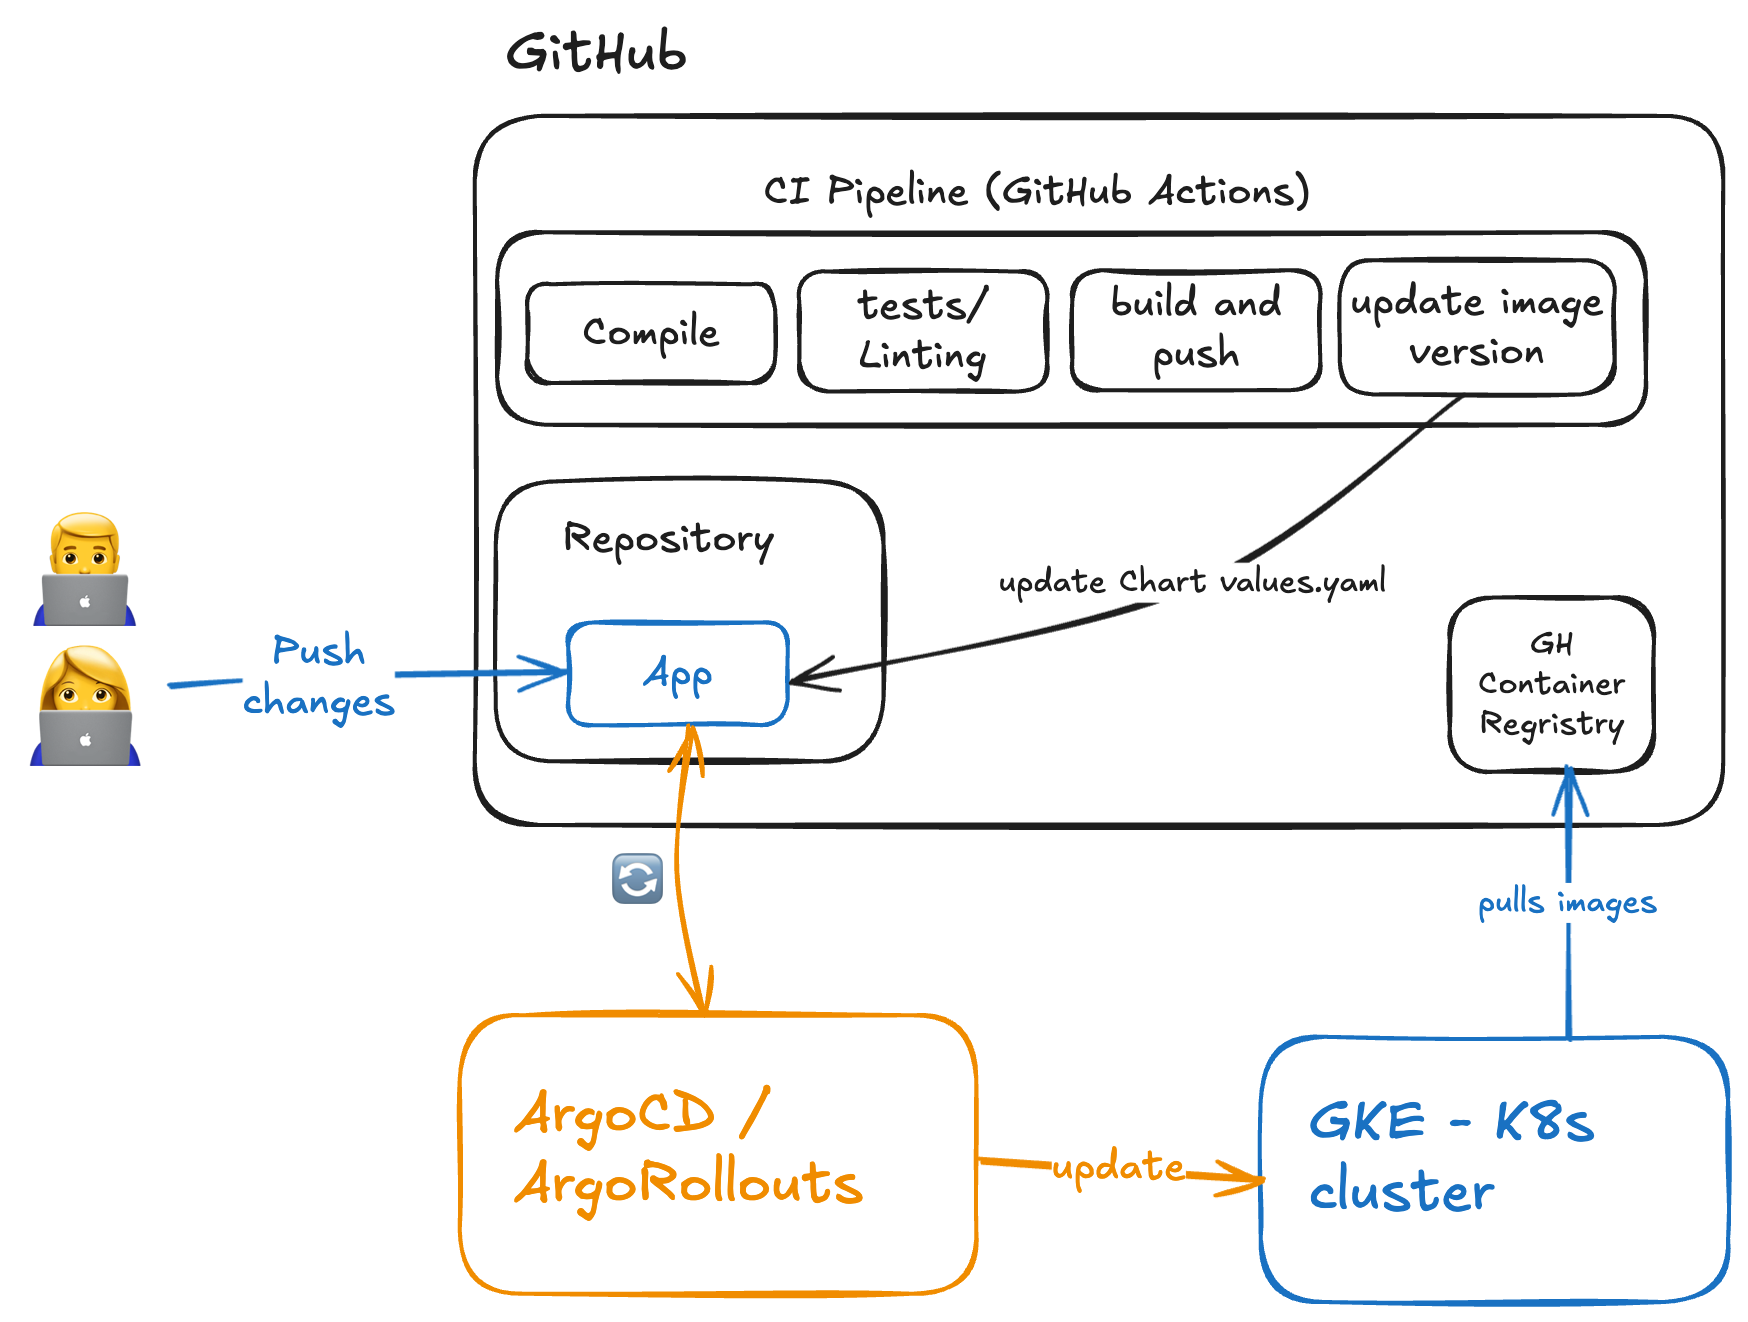 GitHub
CI Pipeline (GitHub Actions)
Compile
tests/
Linting
build and
push
update image
version
Repository
update Chart values.yaml
App
Push
changes
GH
Container
Regristry
pulls images
ArgoCD /
ArgoRollouts
update
GKE - K8s
cluster